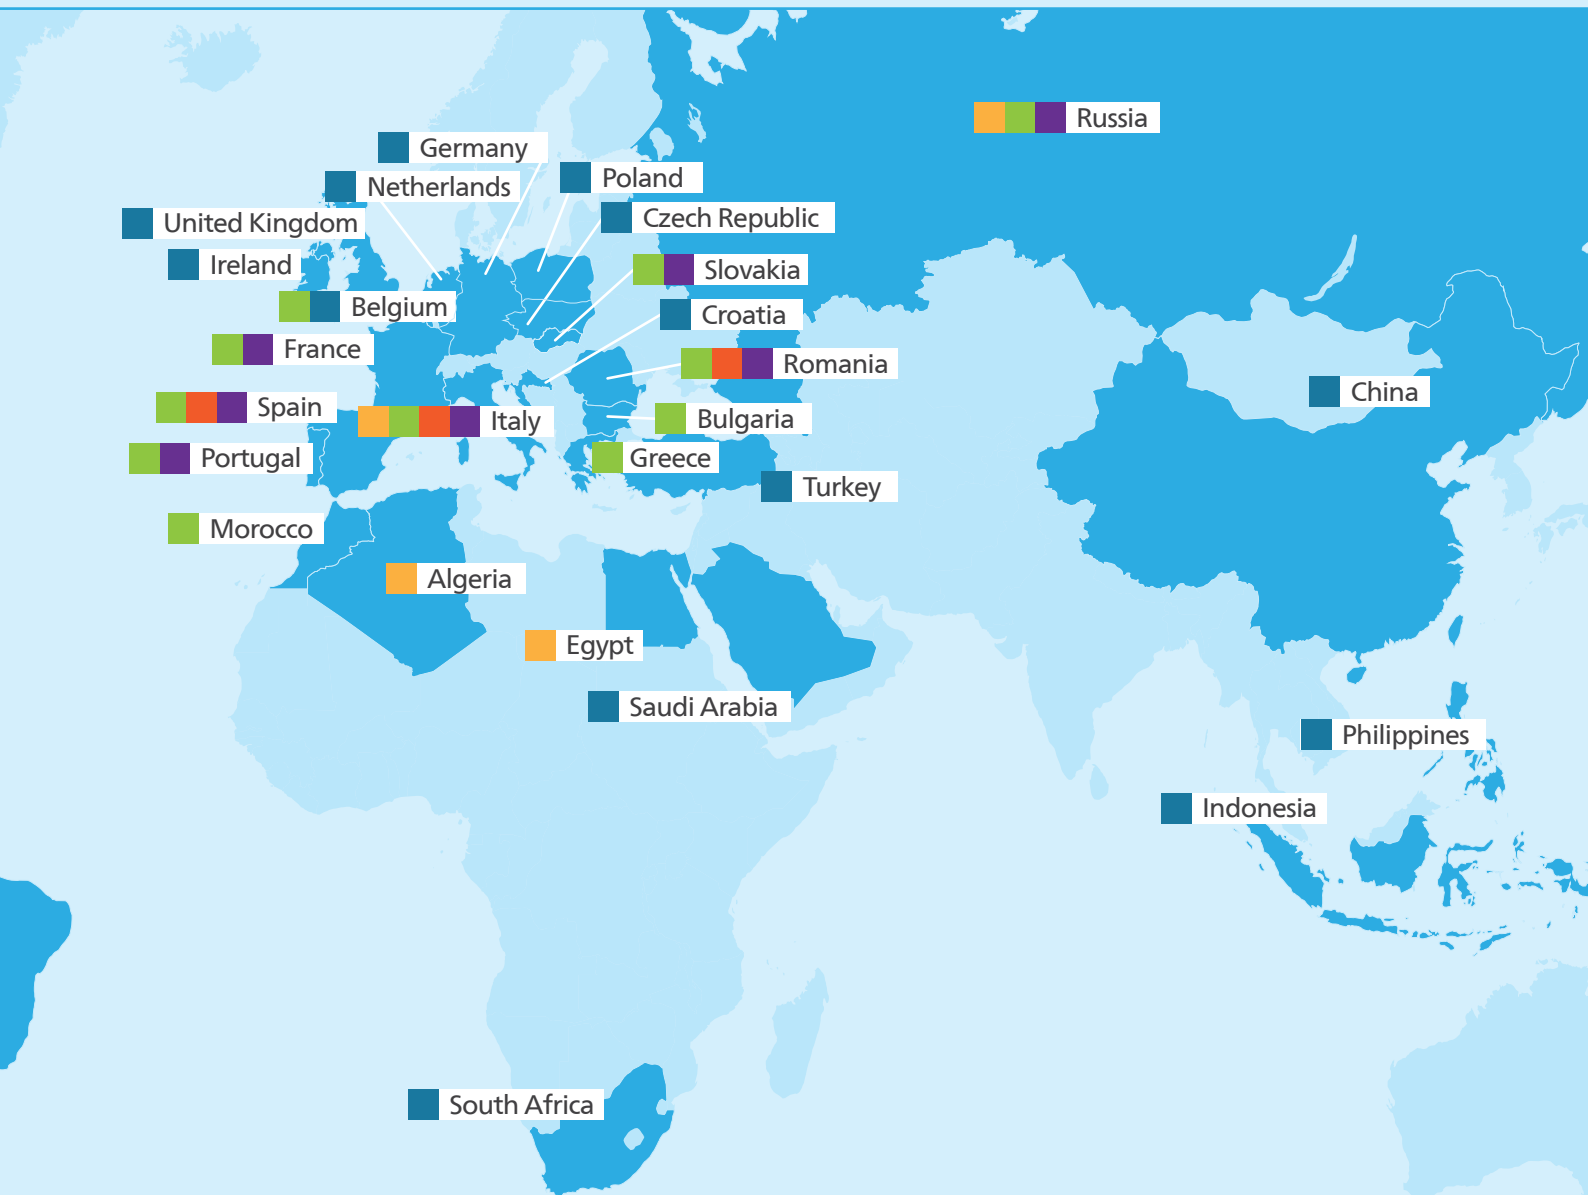 Russia
Germany
Poland
Netherlands
Czech Republic
United Kingdom
Ireland
Slovakia
Belgium
Croatia
France
Romania
China
Spain
Italy
Bulgaria
Portugal
Greece
Turkey
Morocco
Algeria
Egypt
Saudi Arabia
Philippines
Indonesia
South Africa